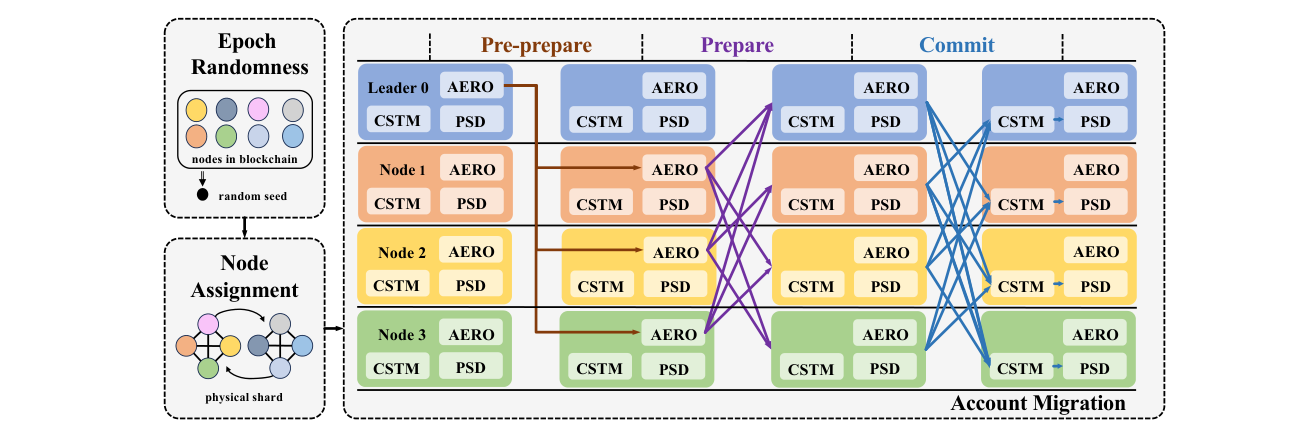 Epoch
Randomness
nodes in blockchain
random seed
Node
Assignment
physical shard
Pre-prepare Prepare Commit
Leader 0 AERO AERO AERO AERO
CSTM PSD CSTM PSD CSTM PSD CSTM PSD
Node 1 AERO AERO AERO AERO
CSTM PSD CSTM PSD CSTM PSD CSTM PSD
Node 2 AERO AERO AERO AERO
CSTM PSD CSTM PSD CSTM PSD CSTM PSD
Node 3 AERO AERO AERO AERO
CSTM PSD CSTM PSD CSTM PSD CSTM PSD
Account Migration